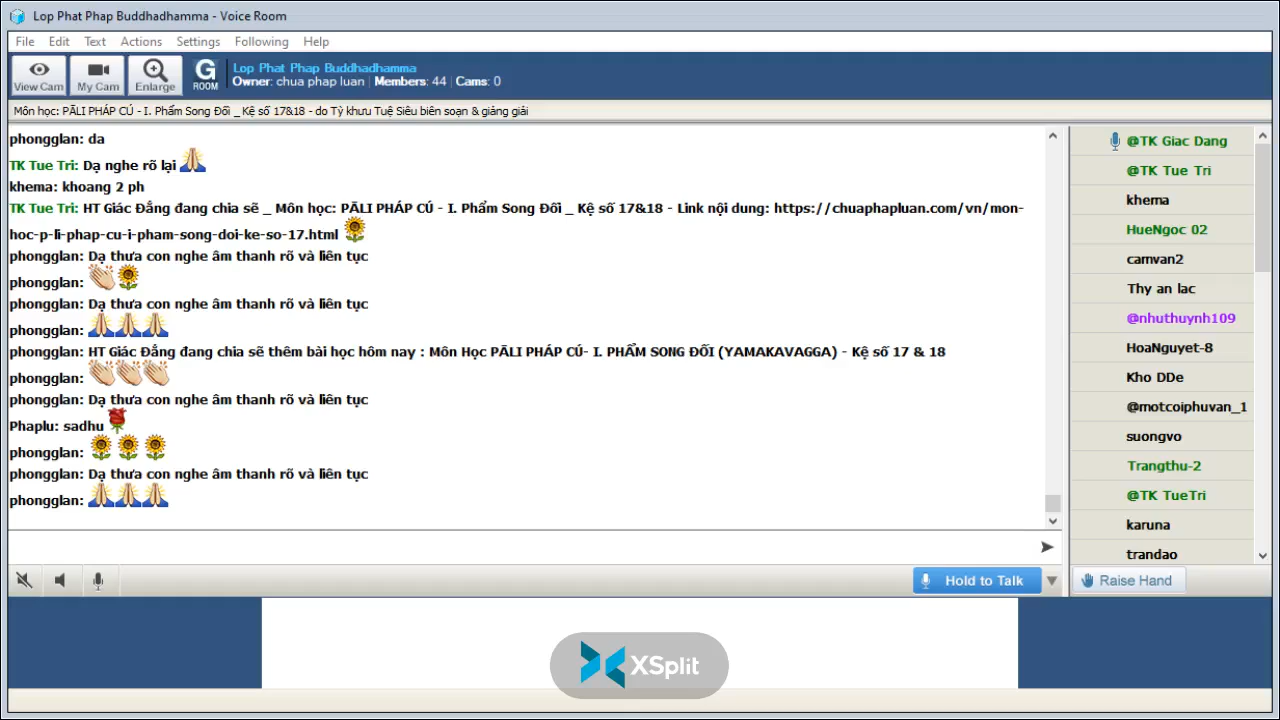 Lop Phat Phap Buddhadhamma - Voice Room
File Edit Text Actions Settings Following Help
View Cam My Cam Enlarge G ROOM
Lop Phat Phap Buddhadhamma
Owner: chua phap luan | Members: 44 | Cams: 0
Môn học: PĀLI PHÁP CÚ - I. Phẩm Song Đối _ Kệ số 17&18 - do Tỳ khưu Tuệ Siêu biên soạn & giảng giải
phongglan: da
TK Tue Tri: Dạ nghe rõ lại
khema: khoang 2 ph
TK Tue Tri: HT Giác Đẳng đang chia sẽ _ Môn học: PĀLI PHÁP CÚ - I. Phẩm Song Đối _ Kệ số 17&18 - Link nội dung: https://chuaphapluan.com/vn/mon-
hoc-p-li-phap-cu-i-pham-song-doi-ke-so-17.html
phongglan: Dạ thưa con nghe âm thanh rõ và liên tục
phongglan:
phongglan: Dạ thưa con nghe âm thanh rõ và liên tục
phongglan:
phongglan: HT Giác Đẳng đang chia sẽ thêm bài học hôm nay : Môn Học PĀLI PHÁP CÚ- I. PHẨM SONG ĐỐI (YAMAKAVAGGA) - Kệ số 17 & 18
phongglan:
phongglan: Dạ thưa con nghe âm thanh rõ và liên tục
Phaplu: sadhu
phongglan:
phongglan: Dạ thưa con nghe âm thanh rõ và liên tục
phongglan:
@TK Giac Dang
@TK Tue Tri
khema
HueNgoc 02
camvan2
Thy an lac
@nhuthuynh109
HoaNguyet-8
Kho DDe
@motcoiphuvan_1
suongvo
Trangthu-2
@TK TueTri
karuna
trandao
Hold to Talk
Raise Hand
XSplit